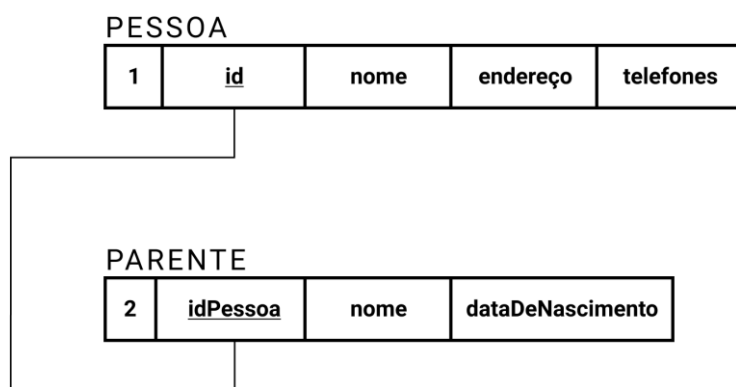 PESSOA
1 id nome endereço telefones
PARENTE
2 idPessoa nome dataDeNascimento